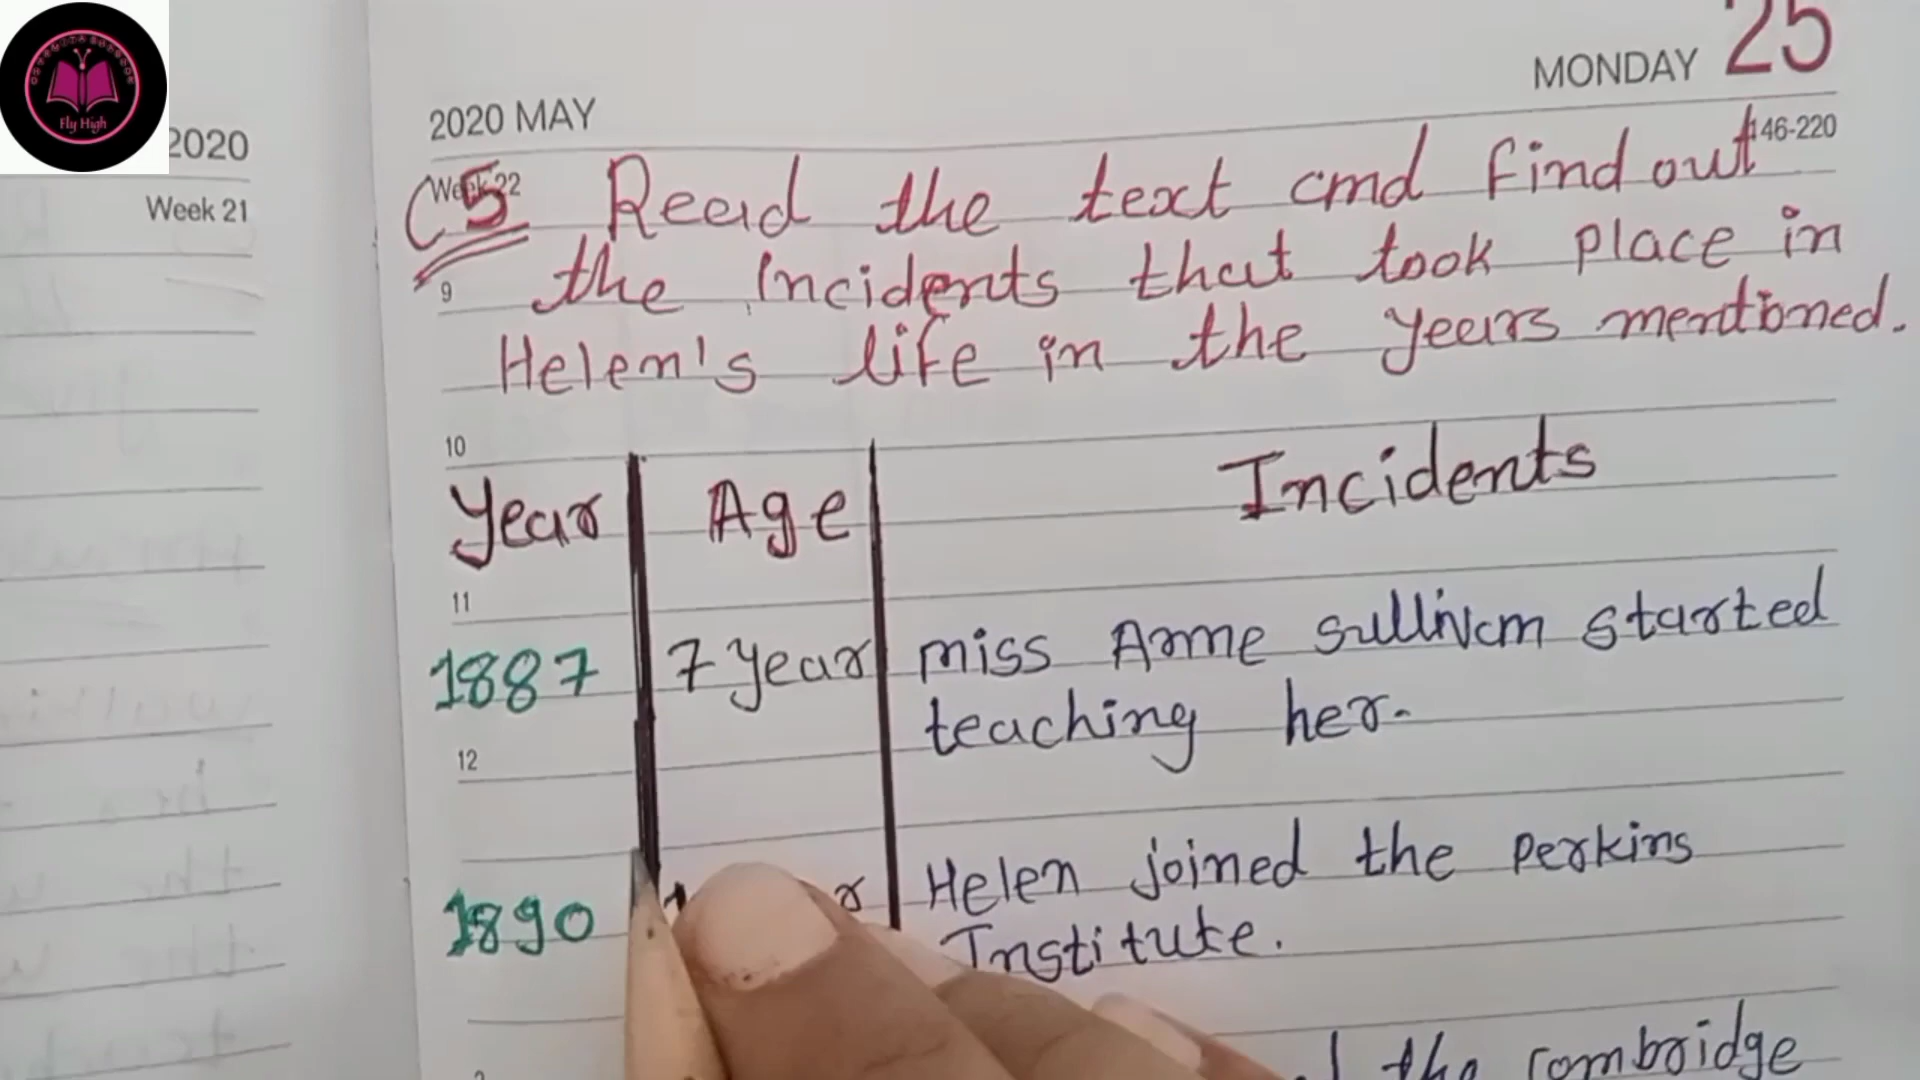 Fly High
2020
Week 21
2020 MAY
MONDAY 25
Week 22
146-220
C5 Read the text and find out
9 the incidents that took place in
Helen's life in the years mentioned.
10
Year Age Incidents
11
1887 7 year miss Anne sullivan started
teaching her.
12
1890 Helen joined the perkins
Institute.
the cambridge